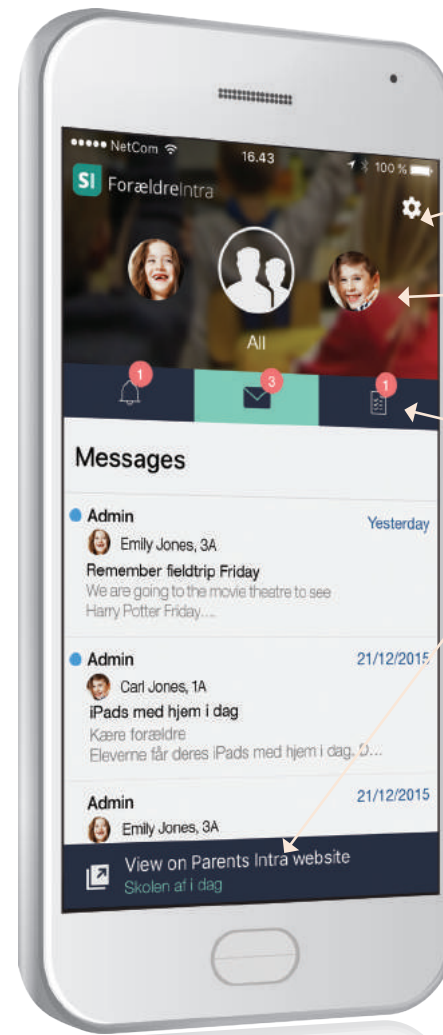 NetCom 16.43 100 %
SI ForældreIntra
All
1 3 1
Messages
Admin Yesterday
Emily Jones, 3A
Remember fieldtrip Friday
We are going to the movie theatre to see
Harry Potter Friday....
Admin 21/12/2015
Carl Jones, 1A
iPads med hjem i dag
Kære forældre
Eleverne får deres iPads med hjem i dag. D...
Admin 21/12/2015
Emily Jones, 3A
View on Parents Intra website
Skolen af i dag